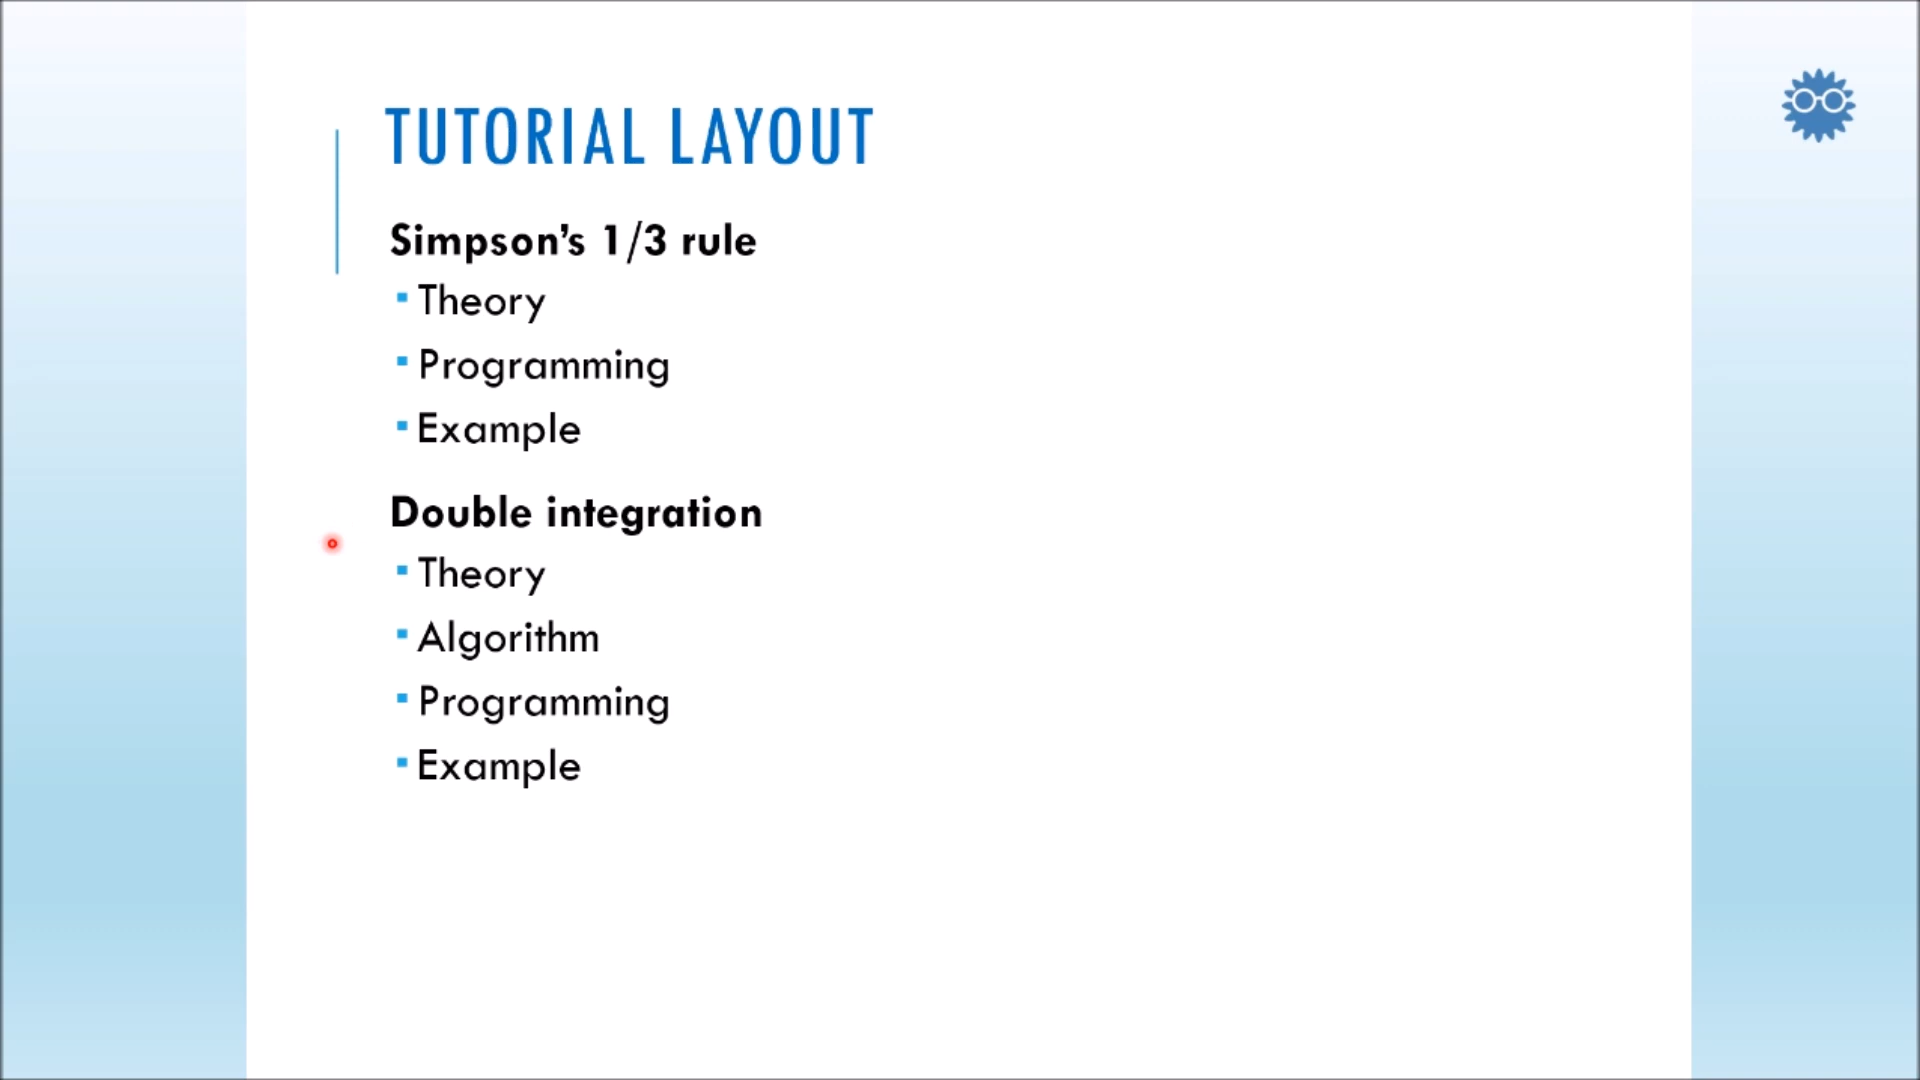 TUTORIAL LAYOUT
Simpson’s 1/3 rule
Theory
Programming
Example
Double integration
Theory
Algorithm
Programming
Example